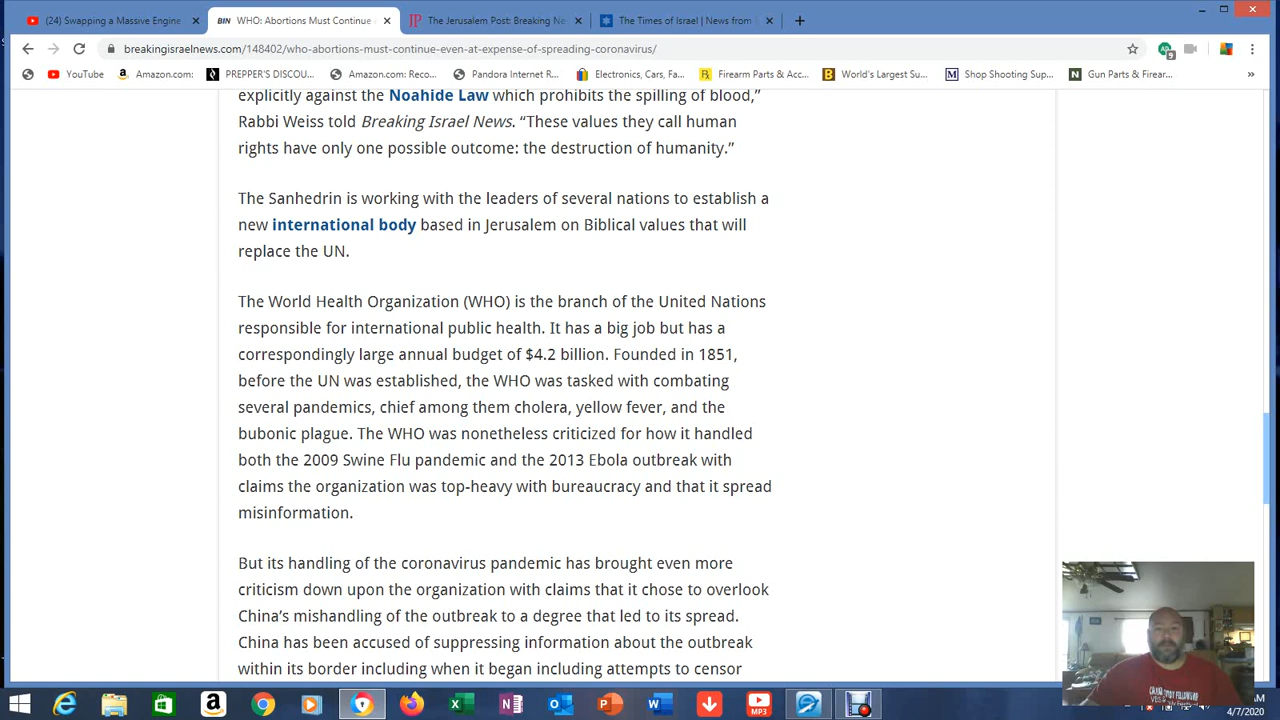 (24) Swapping a Massive Engine
BIN WHO: Abortions Must Continue
JP The Jerusalem Post: Breaking Ne
The Times of Israel | News from
breakingisraelnews.com/148402/who-abortions-must-continue-even-at-expense-of-spreading-coronavirus/
YouTube
Amazon.com:
PREPPER'S DISCOU...
Amazon.com: Reco...
Pandora Internet R...
Electronics, Cars, Fa...
Firearm Parts & Acc...
World's Largest Su...
Shop Shooting Sup...
Gun Parts & Firear...
explicitly against the Noahide Law which prohibits the spilling of blood,”
Rabbi Weiss told Breaking Israel News. “These values they call human
rights have only one possible outcome: the destruction of humanity.”
The Sanhedrin is working with the leaders of several nations to establish a
new international body based in Jerusalem on Biblical values that will
replace the UN.
The World Health Organization (WHO) is the branch of the United Nations
responsible for international public health. It has a big job but has a
correspondingly large annual budget of $4.2 billion. Founded in 1851,
before the UN was established, the WHO was tasked with combating
several pandemics, chief among them cholera, yellow fever, and the
bubonic plague. The WHO was nonetheless criticized for how it handled
both the 2009 Swine Flu pandemic and the 2013 Ebola outbreak with
claims the organization was top-heavy with bureaucracy and that it spread
misinformation.
But its handling of the coronavirus pandemic has brought even more
criticism down upon the organization with claims that it chose to overlook
China’s mishandling of the outbreak to a degree that led to its spread.
China has been accused of suppressing information about the outbreak
within its border including when it began including attempts to censor
MP3
4/7/2020